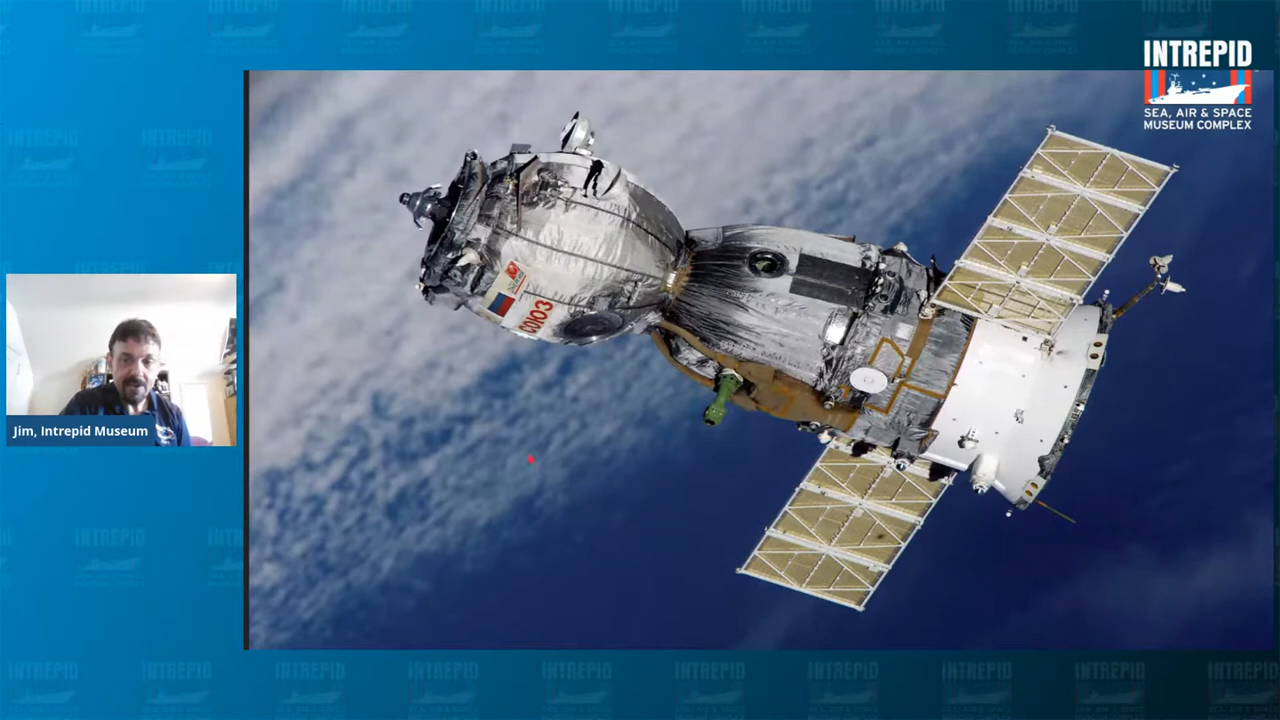 INTREPID
SEA, AIR & SPACE
MUSEUM COMPLEX
СОЮЗ
Jim, Intrepid Museum